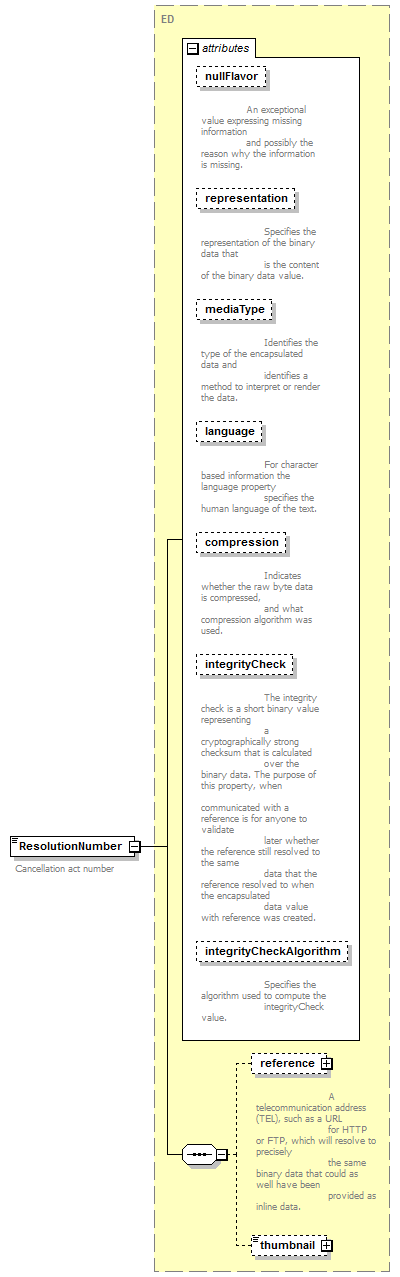 ED
attributes
nullFlavor
An exceptional
value expressing missing
information
and possibly the
reason why the information
is missing.
representation
Specifies the
representation of the binary
data that
is the content
of the binary data value.
mediaType
Identifies the
type of the encapsulated
data and
identifies a
method to interpret or render
the data.
language
For character
based information the
language property
specifies the
human language of the text.
compression
Indicates
whether the raw byte data
is compressed,
and what
compression algorithm was
used.
integrityCheck
The integrity
check is a short binary value
representing
a
cryptographically strong
checksum that is calculated
over the
binary data. The purpose of
this property, when
communicated with a
reference is for anyone to
validate
later whether
the reference still resolved to
the same
data that the
reference resolved to when
the encapsulated
data value
with reference was created.
ResolutionNumber
Cancellation act number
integrityCheckAlgorithm
Specifies the
algorithm used to compute the
integrityCheck
value.
reference
A
telecommunication address
(TEL), such as a URL
for HTTP
or FTP, which will resolve to
precisely
the same
binary data that could as
well have been
provided as
inline data.
thumbnail